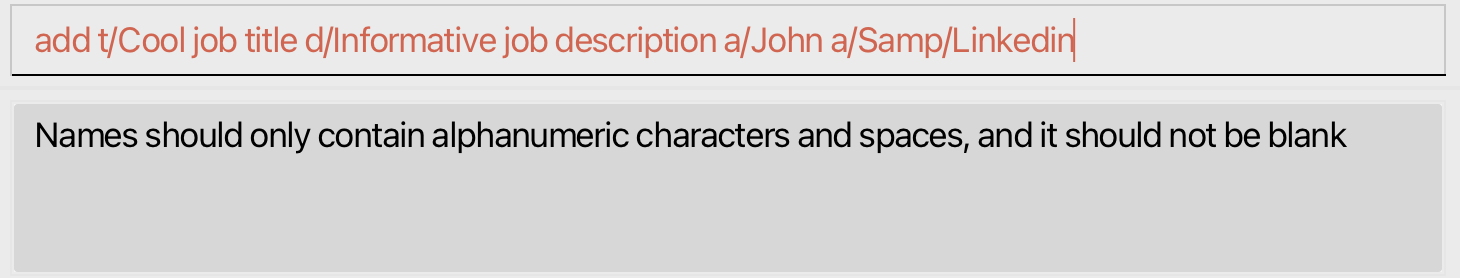 add t/Cool job title d/Informative job description a/John a/Samp/Linkedin
Names should only contain alphanumeric characters and spaces, and it should not be blank